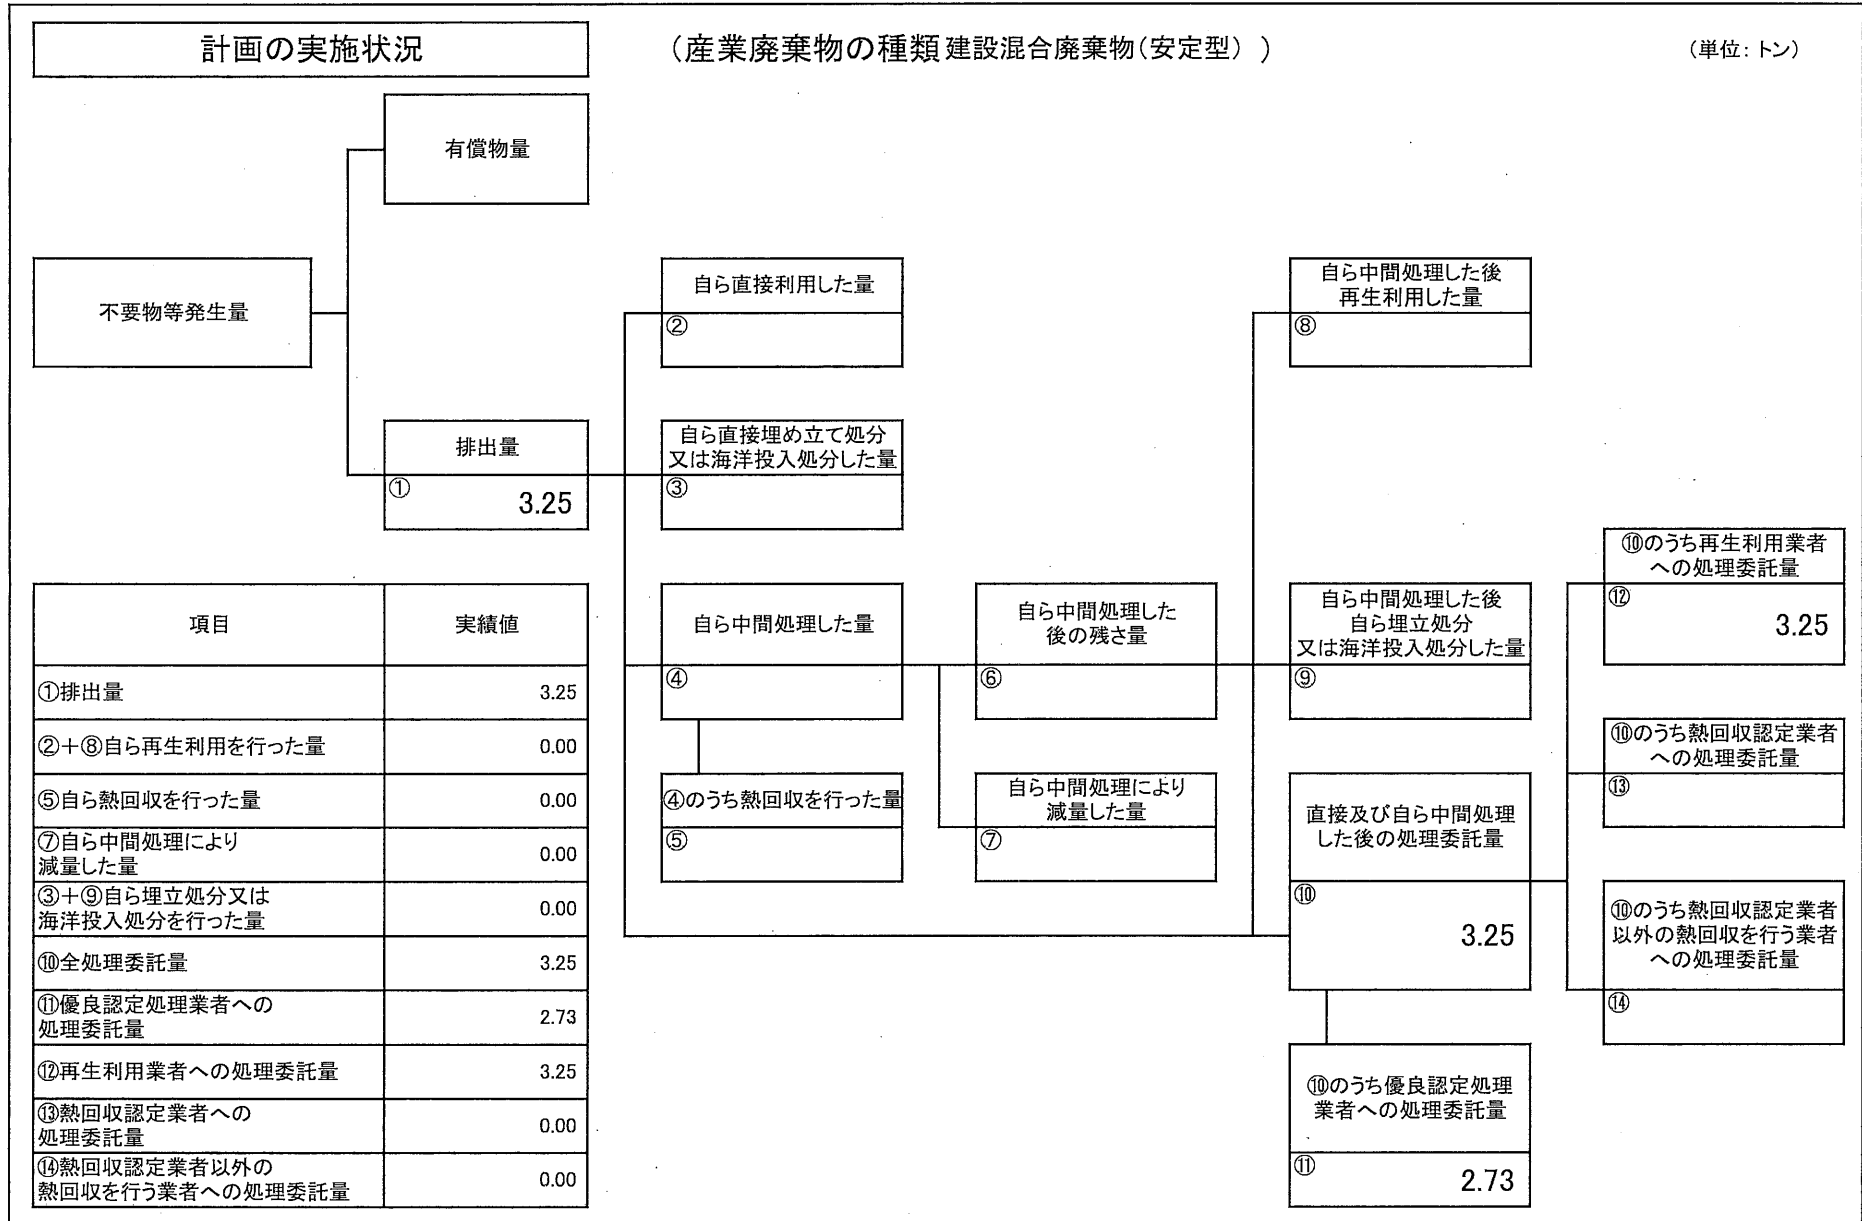 計画の実施状況
（産業廃棄物の種類 建設混合廃棄物（安定型））
（単位：トン）
有償物量
不要物等発生量
自ら直接利用した量
②
自ら中間処理した後
再生利用した量
⑧
排出量
① 3.25
自ら直接埋め立て処分
又は海洋投入処分した量
③
⑩のうち再生利用業者
への処理委託量
⑫ 3.25
自ら中間処理した量
④
自ら中間処理した
後の残さ量
⑥
自ら中間処理した後
自ら埋立処分
又は海洋投入処分した量
⑨
⑩のうち熱回収認定業者
への処理委託量
⑬
④のうち熱回収を行った量
⑤
自ら中間処理により
減量した量
⑦
直接及び自ら中間処理
した後の処理委託量
⑩ 3.25
⑩のうち熱回収認定業者
以外の熱回収を行う業者
への処理委託量
⑭
⑩のうち優良認定処理
業者への処理委託量
⑪ 2.73
項目 実績値
①排出量 3.25
②＋⑧自ら再生利用を行った量 0.00
⑤自ら熱回収を行った量 0.00
⑦自ら中間処理により
減量した量 0.00
③＋⑨自ら埋立処分又は
海洋投入処分を行った量 0.00
⑩全処理委託量 3.25
⑪優良認定処理業者への
処理委託量 2.73
⑫再生利用業者への処理委託量 3.25
⑬熱回収認定業者への
処理委託量 0.00
⑭熱回収認定業者以外の
熱回収を行う業者への処理委託量 0.00